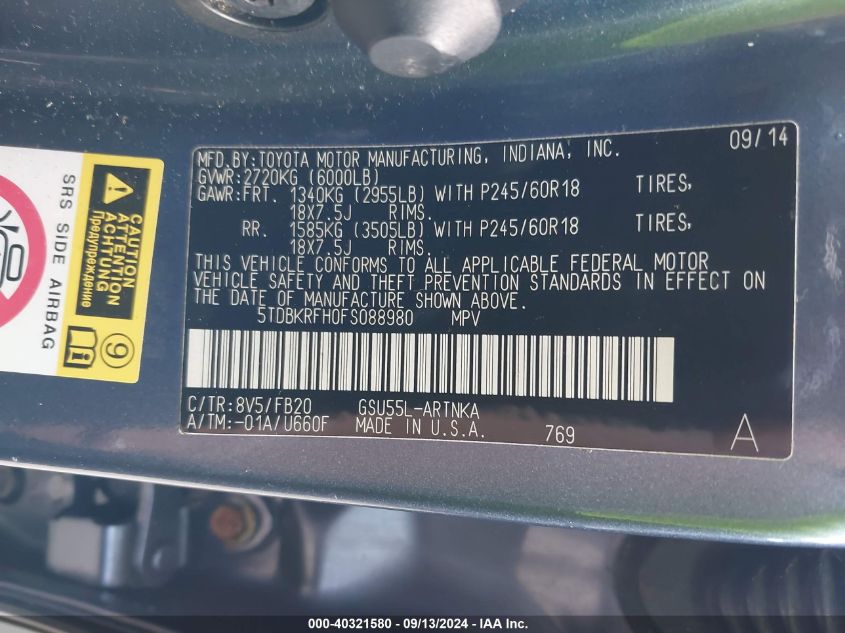 09/14
MFD.BY:TOYOTA MOTOR MANUFACTURING, INDIANA, INC.
GVWR:2720KG (6000LB)
GAWR:FRT. 1340KG (2955LB) WITH P245/60R18 TIRES,
18X7.5J RIMS.
RR. 1585KG (3505LB) WITH P245/60R18 TIRES,
18X7.5J RIMS.
THIS VEHICLE CONFORMS TO ALL APPLICABLE FEDERAL MOTOR
VEHICLE SAFETY AND THEFT PREVENTION STANDARDS IN EFFECT ON
THE DATE OF MANUFACTURE SHOWN ABOVE.
5TDBKRFH0FS088980 MPV
C/TR:8V5/FB20 GSU55L-ARTNKA
A/TM:-01A/U660F MADE IN U.S.A. 769
A
SRS SIDE AIRBAG
CAUTION
ATTENTION
ACHTUNG
Предупреждение
9
000-40321580 - 09/13/2024 - IAA Inc.